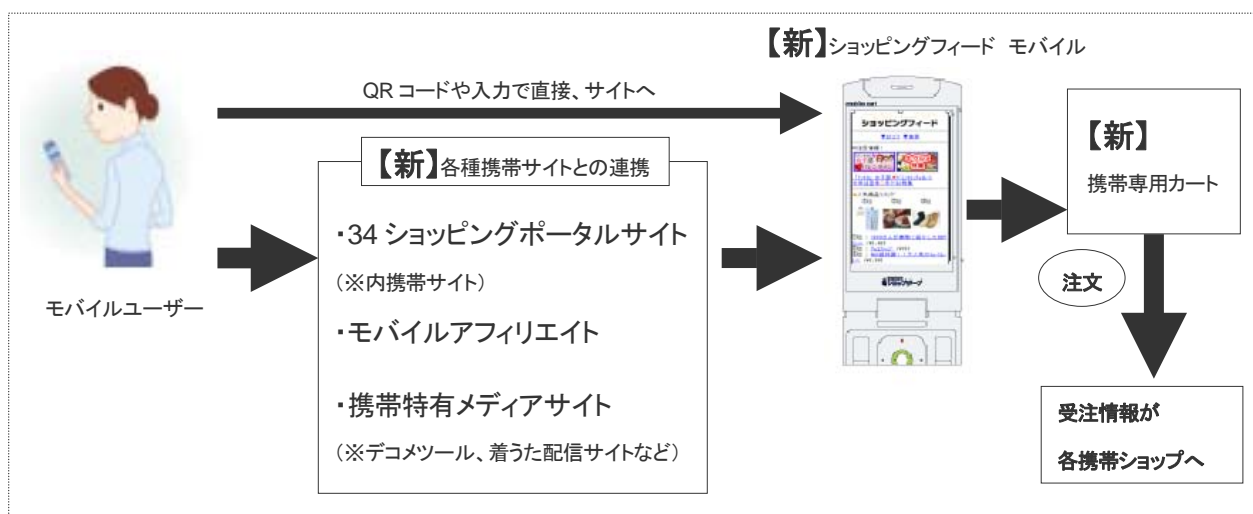 【新】ショッピングフィード モバイル
QRコードや入力で直接、サイトへ
【新】各種携帯サイトとの連携
・34 ショッピングポータルサイト
（※内携帯サイト）
・モバイルアフィリエイト
・携帯特有メディアサイト
（※デコメツール、着うた配信サイトなど）
モバイルユーザー
ショッピングフィード
【新】
携帯専用カート
注文
受注情報が
各携帯ショップへ